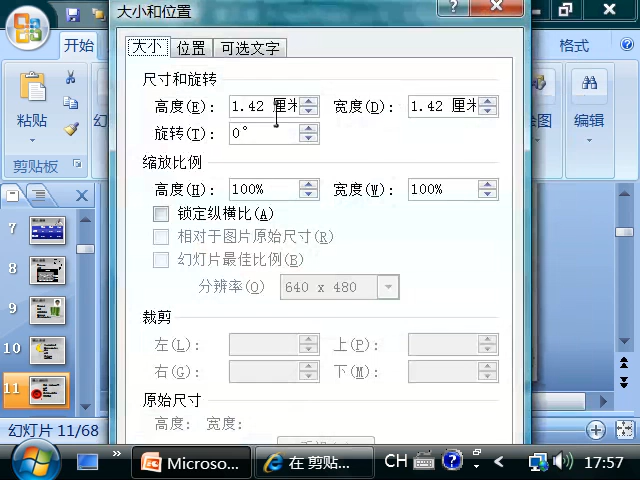 大小和位置
开始
格式
大小 位置 可选文字
尺寸和旋转
高度(E): 1.42 厘米 宽度(D): 1.42 厘米
旋转(T): 0°
缩放比例
高度(H): 100% 宽度(W): 100%
锁定纵横比(A)
相对于图片原始尺寸(R)
幻灯片最佳比例(B)
分辨率(O) 640 x 480
裁剪
左(L): 上(P):
右(G): 下(M):
原始尺寸
高度: 宽度:
粘贴
剪贴板
编辑
7
8
9
10
11
幻灯片 11/68
Microso...
在 剪贴...
CH
17:57